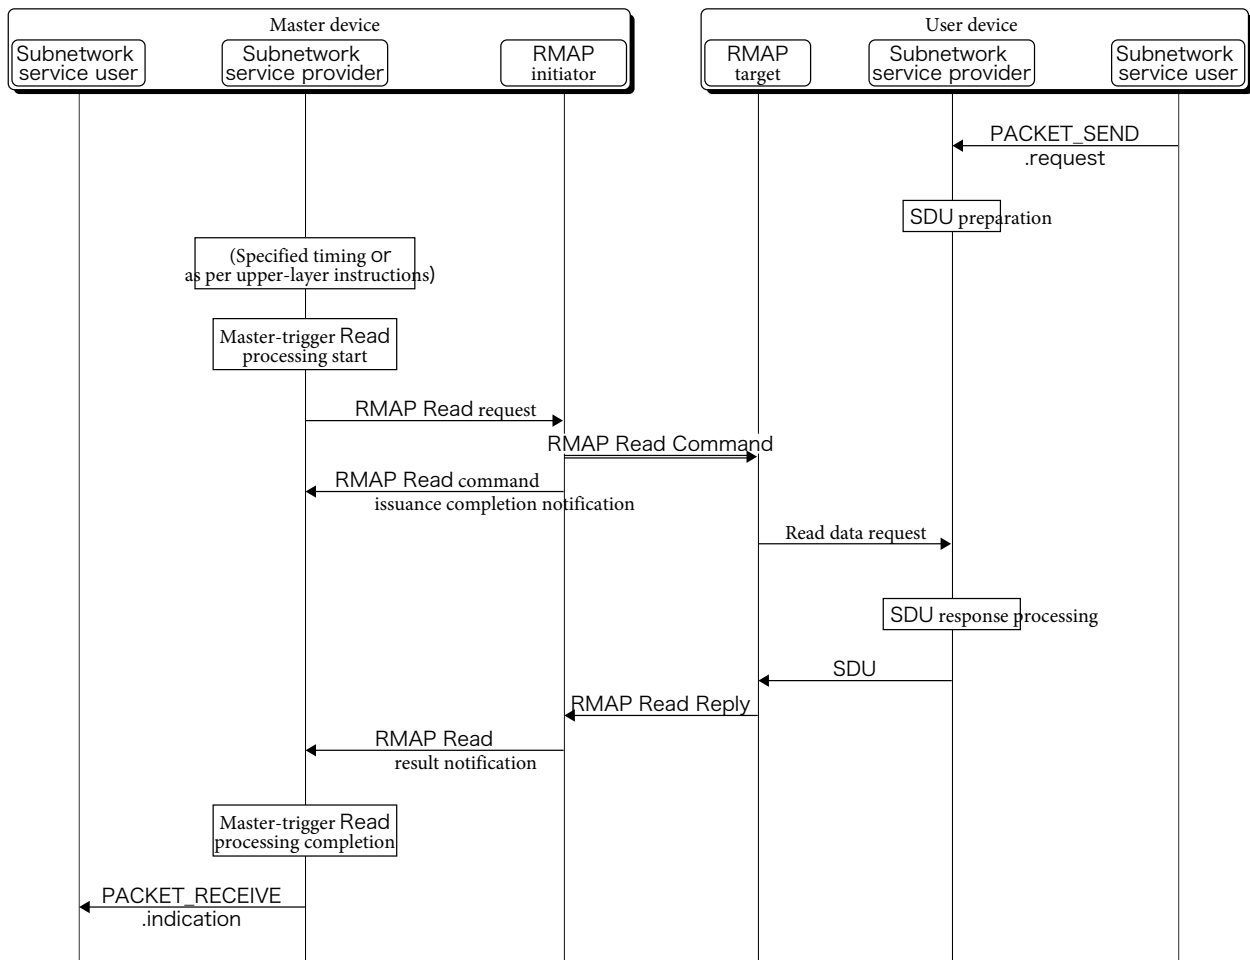 Master device
User device
Subnetwork
service user
Subnetwork
service provider
RMAP
initiator
RMAP
target
Subnetwork
service provider
Subnetwork
service user
PACKET_SEND
.request
SDU preparation
(Specified timing or
as per upper-layer instructions)
Master-trigger Read
processing start
RMAP Read request
RMAP Read Command
RMAP Read command
issuance completion notification
Read data request
SDU response processing
SDU
RMAP Read Reply
RMAP Read
result notification
Master-trigger Read
processing completion
PACKET_RECEIVE
.indication